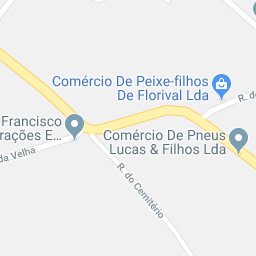 Comércio De Peixe-filhos
De Florival Lda
R. do
Francisco
rações E...
Comércio De Pneus
Lucas & Filhos Lda
da Velha
R. do Cemitério